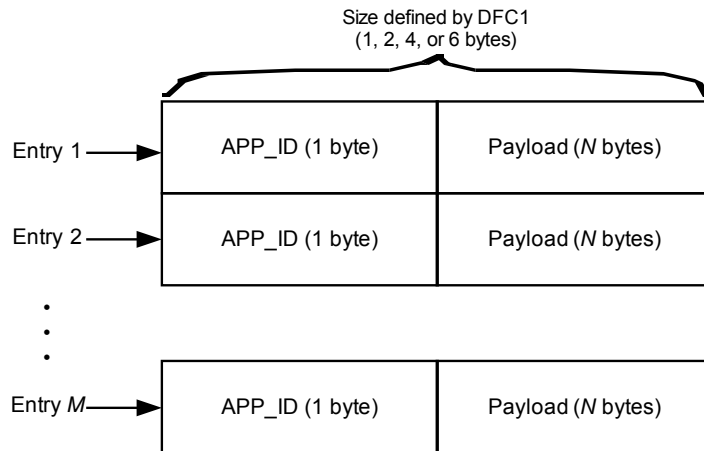 Size defined by DFC1
(1, 2, 4, or 6 bytes)
Entry 1 APP_ID (1 byte) Payload (N bytes)
Entry 2 APP_ID (1 byte) Payload (N bytes)
Entry M APP_ID (1 byte) Payload (N bytes)